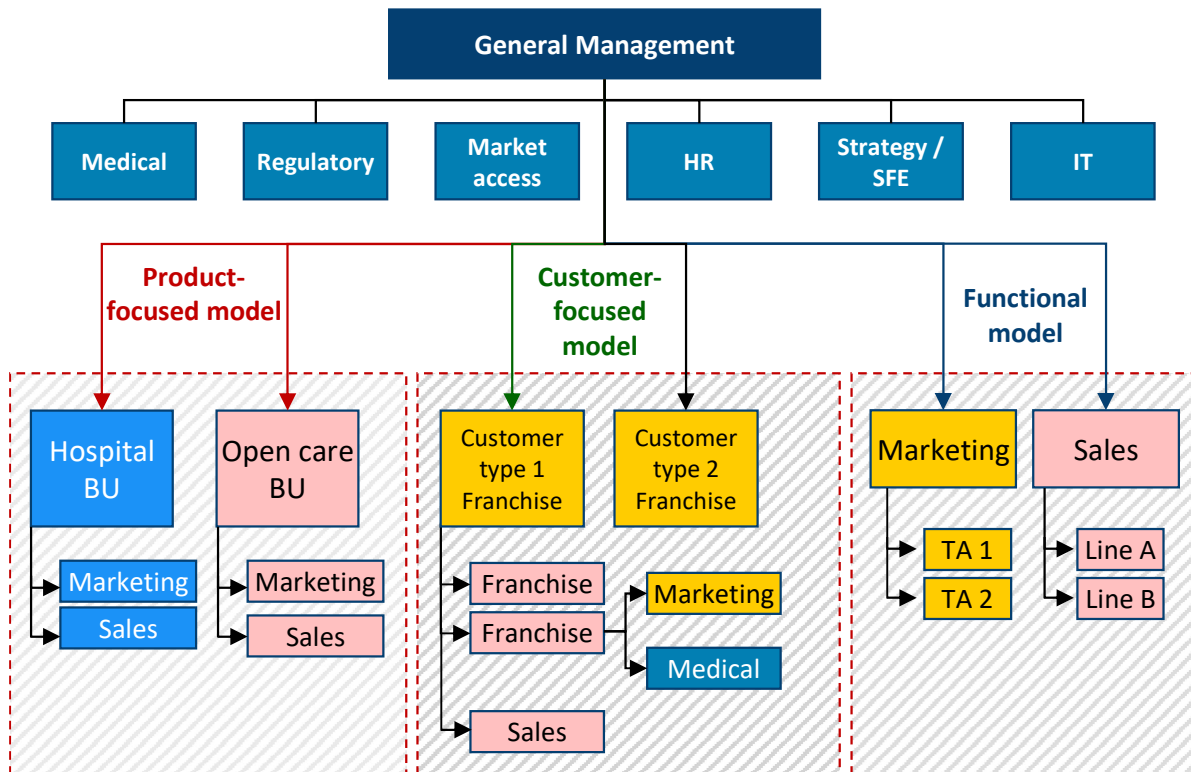 General Management
Medical
Regulatory
Market
access
HR
Strategy /
SFE
IT
Product-
focused model
Customer-
focused
model
Functional
model
Hospital
BU
Open care
BU
Customer
type 1
Franchise
Customer
type 2
Franchise
Marketing
Sales
Marketing
Sales
Marketing
Sales
Franchise
Franchise
Sales
Marketing
Medical
TA 1
TA 2
Line A
Line B